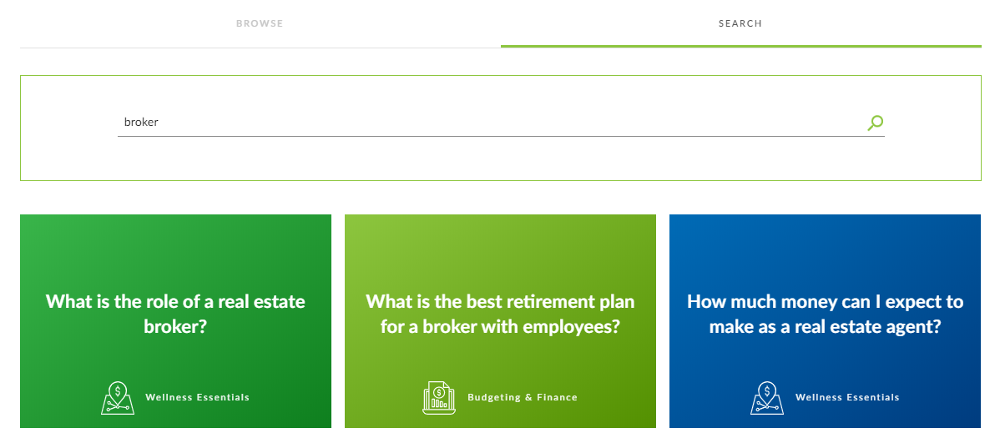 BROWSE
SEARCH
broker
What is the role of a real estate
broker?
Wellness Essentials
What is the best retirement plan
for a broker with employees?
Budgeting & Finance
How much money can I expect to
make as a real estate agent?
Wellness Essentials